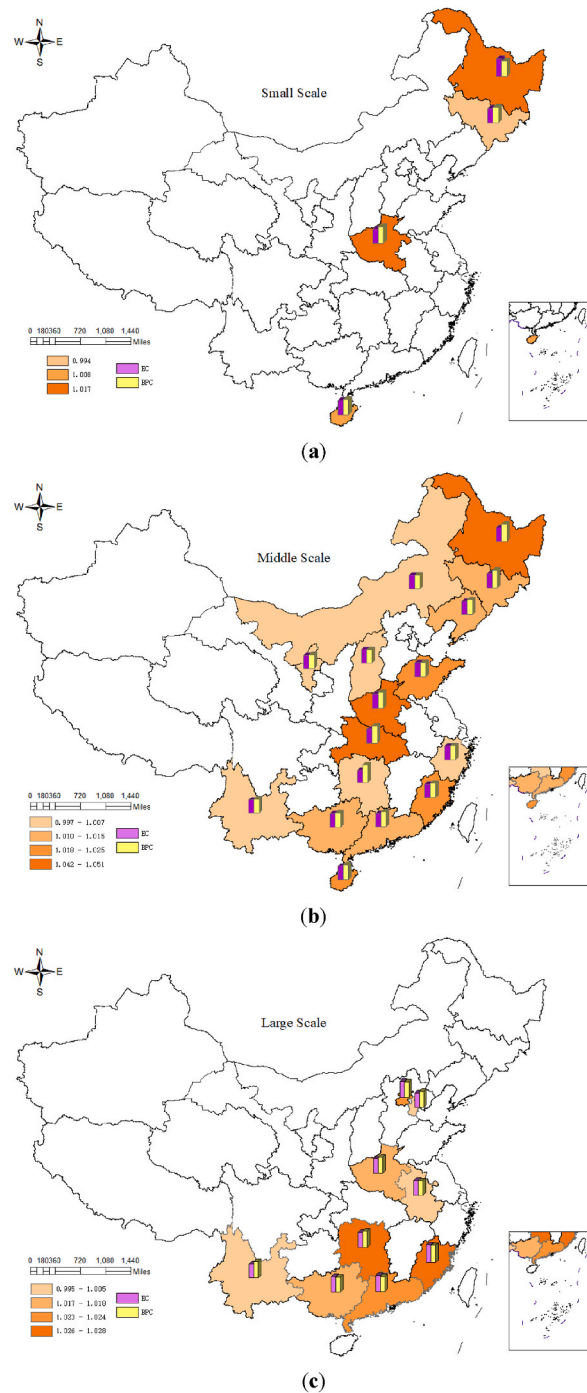 N
W E
S
Small Scale
0 180360 720 1,080 1,440
Miles
0.994
1.008
1.017
EC
BPC
(a)
N
W E
S
Middle Scale
0 180360 720 1,080 1,440
Miles
0.997 - 1.007
1.010 - 1.015
1.018 - 1.025
1.042 - 1.051
EC
BPC
(b)
N
W E
S
Large Scale
0 180360 720 1,080 1,440
Miles
0.995 - 1.005
1.017 - 1.018
1.023 - 1.024
1.026 - 1.028
EC
BPC
(c)